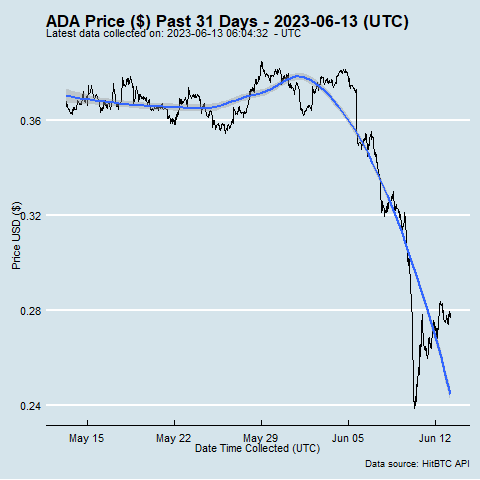 ADA Price ($) Past 31 Days - 2023-06-13 (UTC)
Latest data collected on: 2023-06-13 06:04:32 - UTC
0.36
0.32
Price USD ($)
0.28
0.24
May 15 May 22 May 29 Jun 05 Jun 12
Date Time Collected (UTC)
Data source: HitBTC API